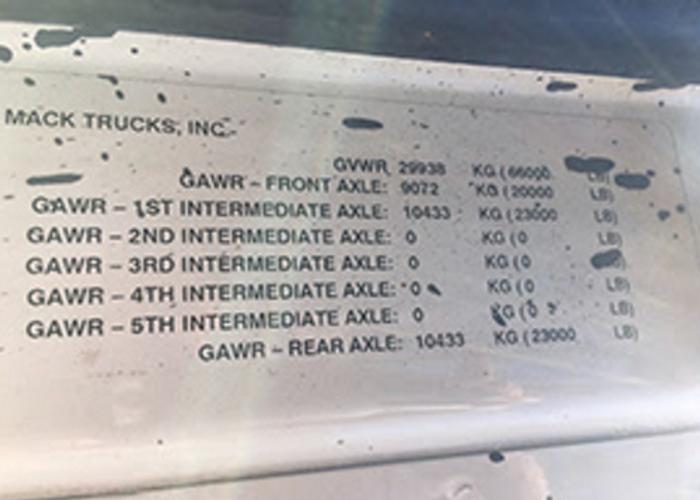 MACK TRUCKS, INC.
GVWR 29938 KG (66000 LB)
GAWR - FRONT AXLE: 9072 KG (20000 LB)
GAWR - 1ST INTERMEDIATE AXLE: 10433 KG (23000 LB)
GAWR - 2ND INTERMEDIATE AXLE: 0 KG (0 LB)
GAWR - 3RD INTERMEDIATE AXLE: 0 KG (0 LB)
GAWR - 4TH INTERMEDIATE AXLE: 0 KG (0 LB)
GAWR - 5TH INTERMEDIATE AXLE: 0 KG (0 LB)
GAWR - REAR AXLE: 10433 KG (23000 LB)